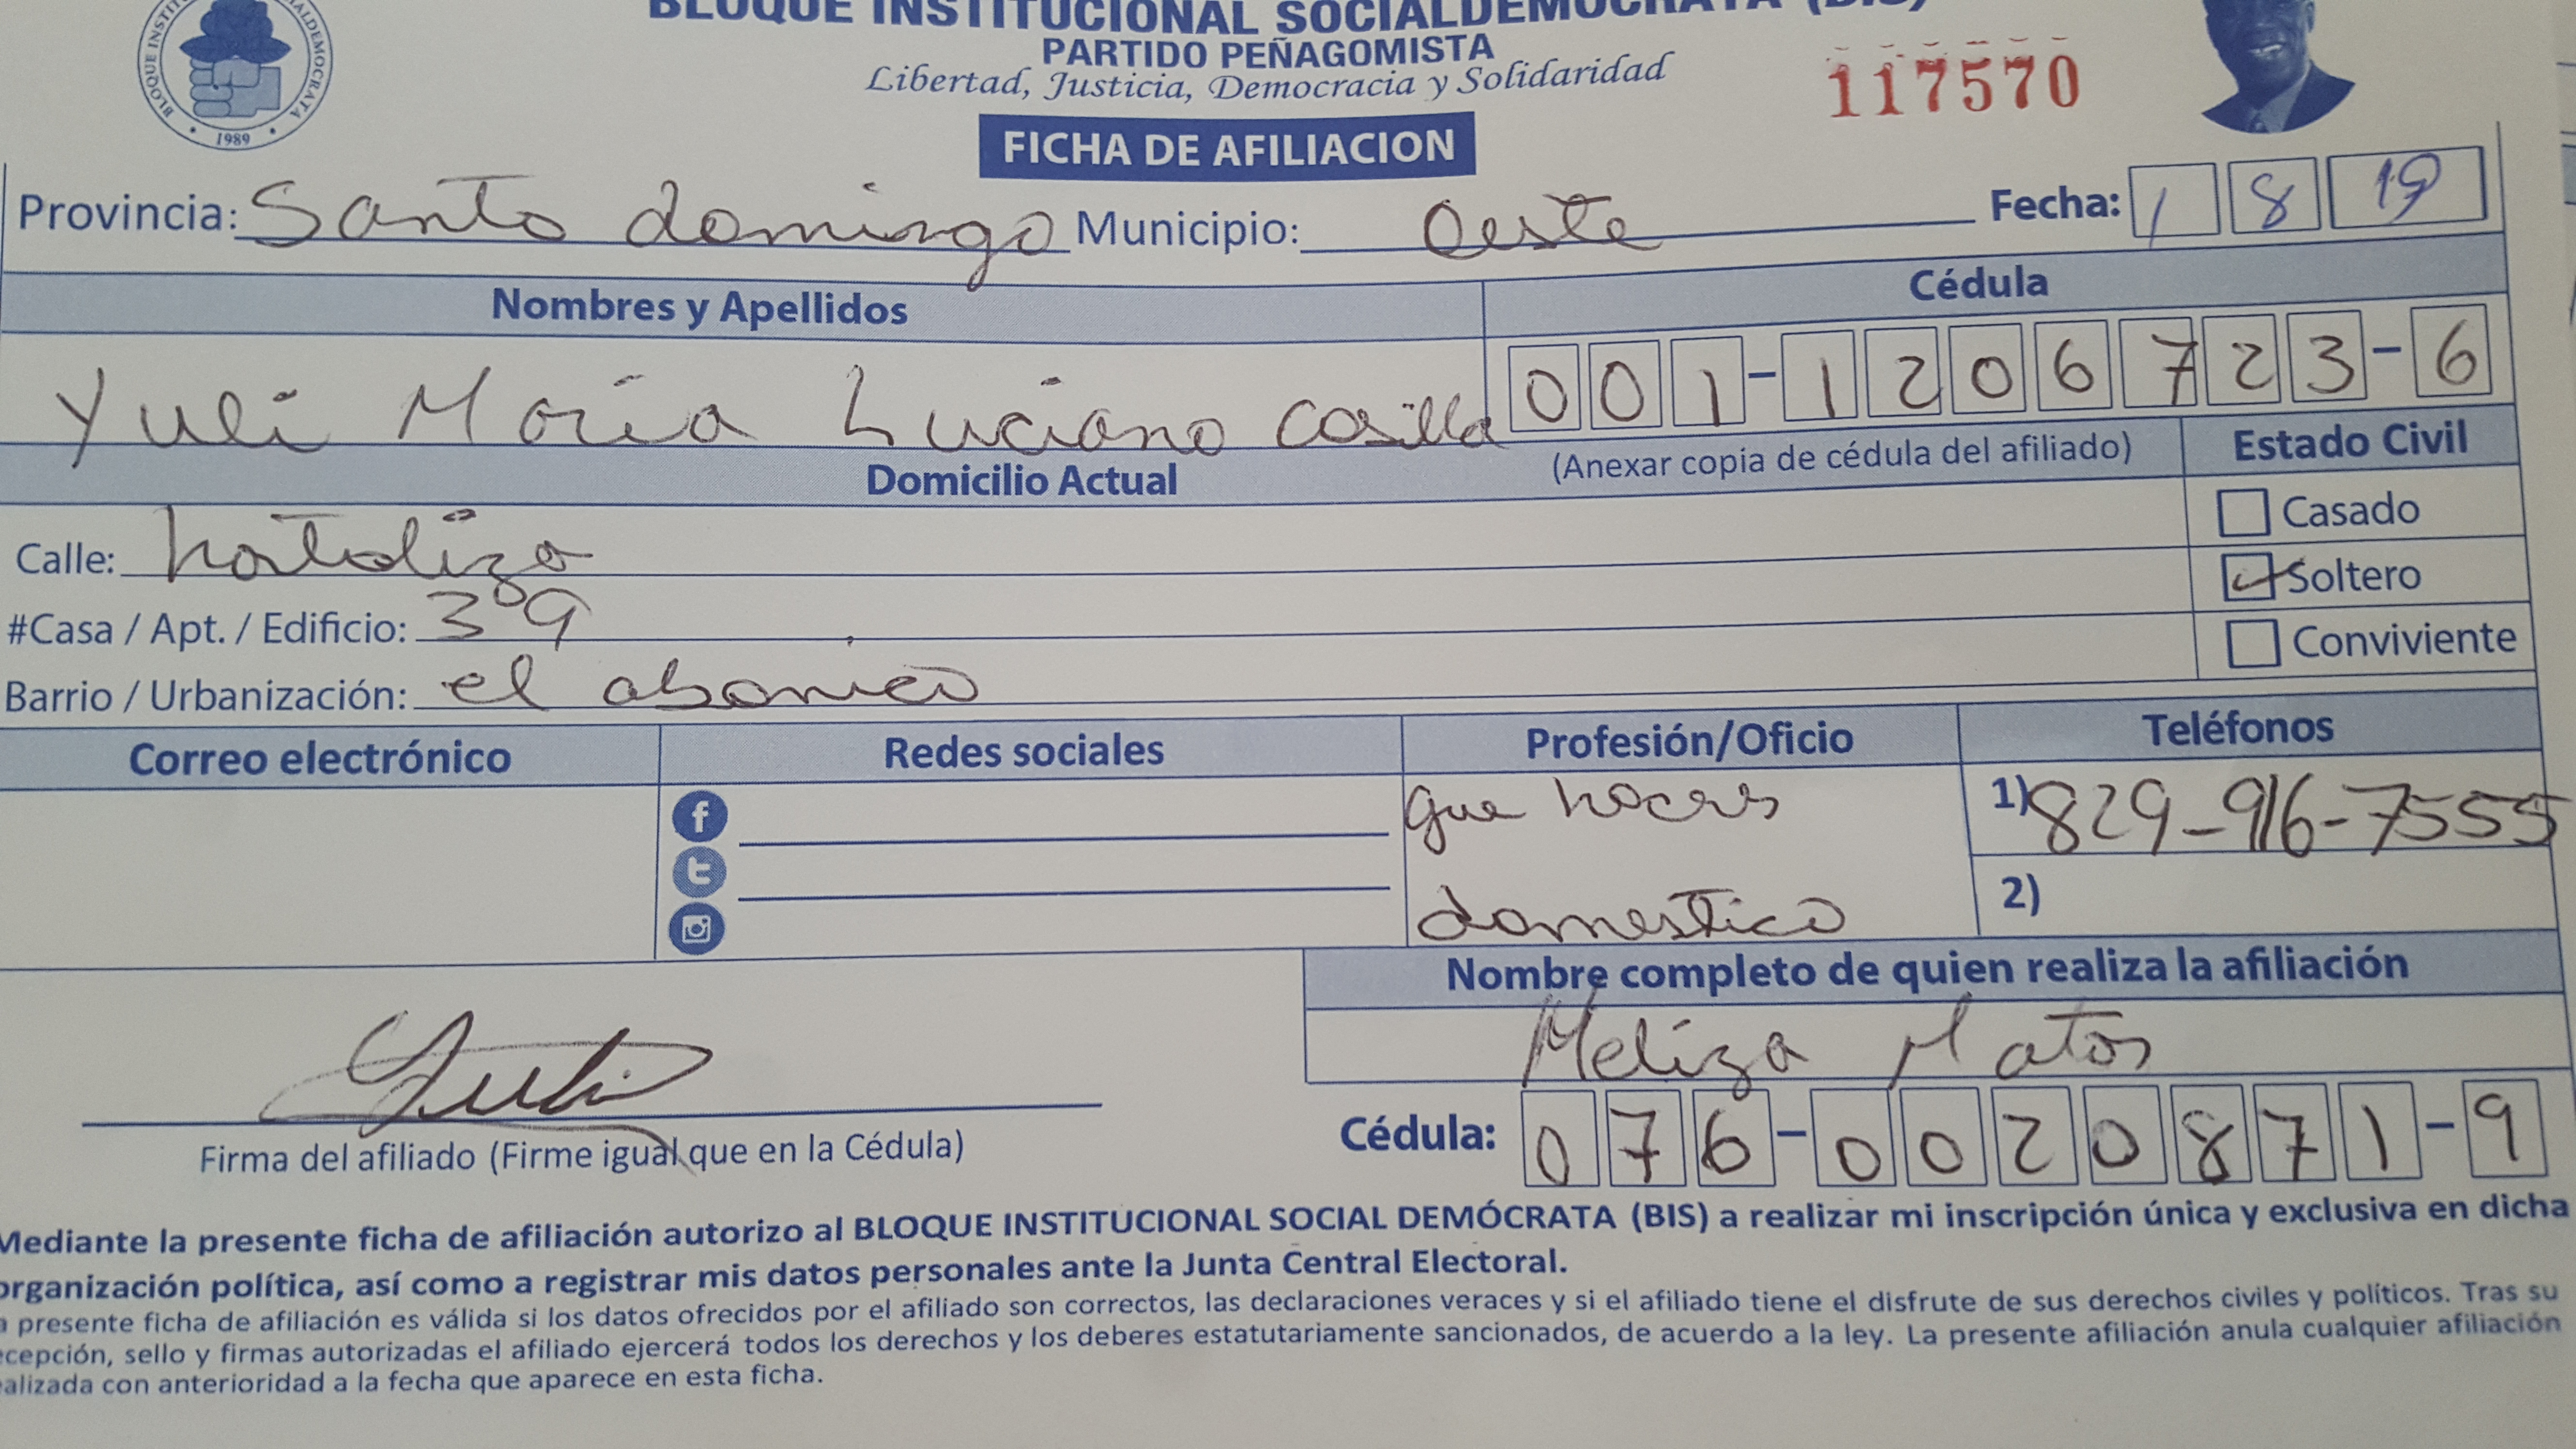 BLOQUE INSTITUCIONAL SOCIALDEMOCRATA (BIS)
PARTIDO PEÑAGOMISTA
Libertad, Justicia, Democracia y Solidaridad
117570
1989
FICHA DE AFILIACION
Provincia: Santo domingo Municipio: Oeste Fecha: 1 8 19
Nombres y Apellidos Cédula
Yuli Maria Luciano Casilla 001-1206723-6
Domicilio Actual (Anexar copia de cédula del afiliado) Estado Civil
Calle: Casado
#Casa / Apt. / Edificio: 39 Soltero
Barrio / Urbanización: el abanico Conviviente
Correo electrónico Redes sociales Profesión/Oficio Teléfonos
que haceres 1) 829-916-7555
domestico 2)
Nombre completo de quien realiza la afiliación
Meliza Matos
Cédula: 076-0020871-9
Yuli
Firma del afiliado (Firme igual que en la Cédula)
Mediante la presente ficha de afiliación autorizo al BLOQUE INSTITUCIONAL SOCIAL DEMÓCRATA (BIS) a realizar mi inscripción única y exclusiva en dicha
organización política, así como a registrar mis datos personales ante la Junta Central Electoral.
a presente ficha de afiliación es válida si los datos ofrecidos por el afiliado son correctos, las declaraciones veraces y si el afiliado tiene el disfrute de sus derechos civiles y políticos. Tras su
ecepción, sello y firmas autorizadas el afiliado ejercerá todos los derechos y los deberes estatutariamente sancionados, de acuerdo a la ley. La presente afiliación anula cualquier afiliación
ealizada con anterioridad a la fecha que aparece en esta ficha.